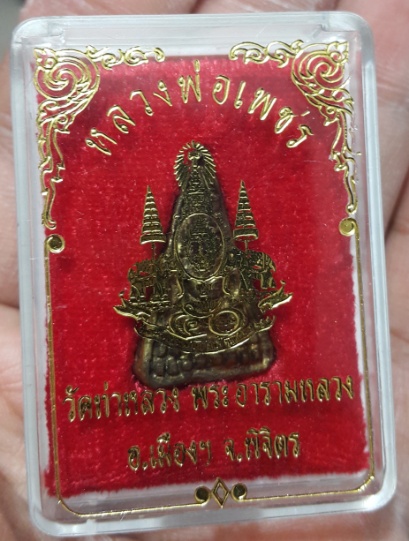 หลวงพ่อเพชร
วัดท่าหลวง พระอารามหลวง
อ.เมืองฯ จ.พิจิตร